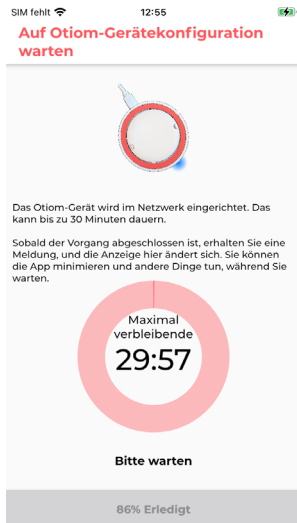 SIM fehlt 12:55
Auf Otiom-Gerätekonfiguration
warten
Das Otiom-Gerät wird im Netzwerk eingerichtet. Das
kann bis zu 30 Minuten dauern.
Sobald der Vorgang abgeschlossen ist, erhalten Sie eine
Meldung, und die Anzeige hier ändert sich. Sie können
die App minimieren und andere Dinge tun, während Sie
warten.
Maximal
verbleibende
29:57
Bitte warten
86% Erledigt